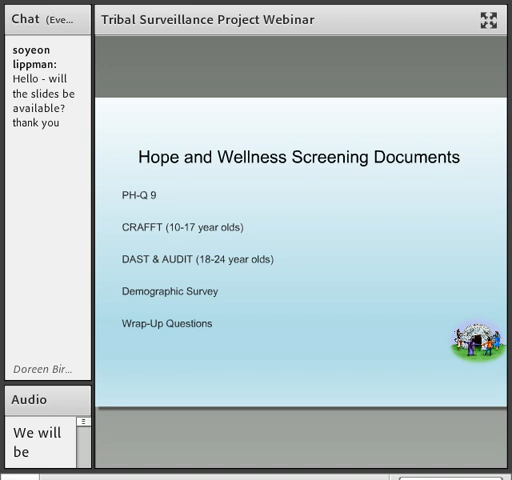 Chat (Eve...
soyeon
lippman:
Hello - will
the slides be
available?
thank you
Doreen Bir...
Audio
We will
be
Tribal Surveillance Project Webinar
Hope and Wellness Screening Documents
PH-Q 9
CRAFFT (10-17 year olds)
DAST & AUDIT (18-24 year olds)
Demographic Survey
Wrap-Up Questions